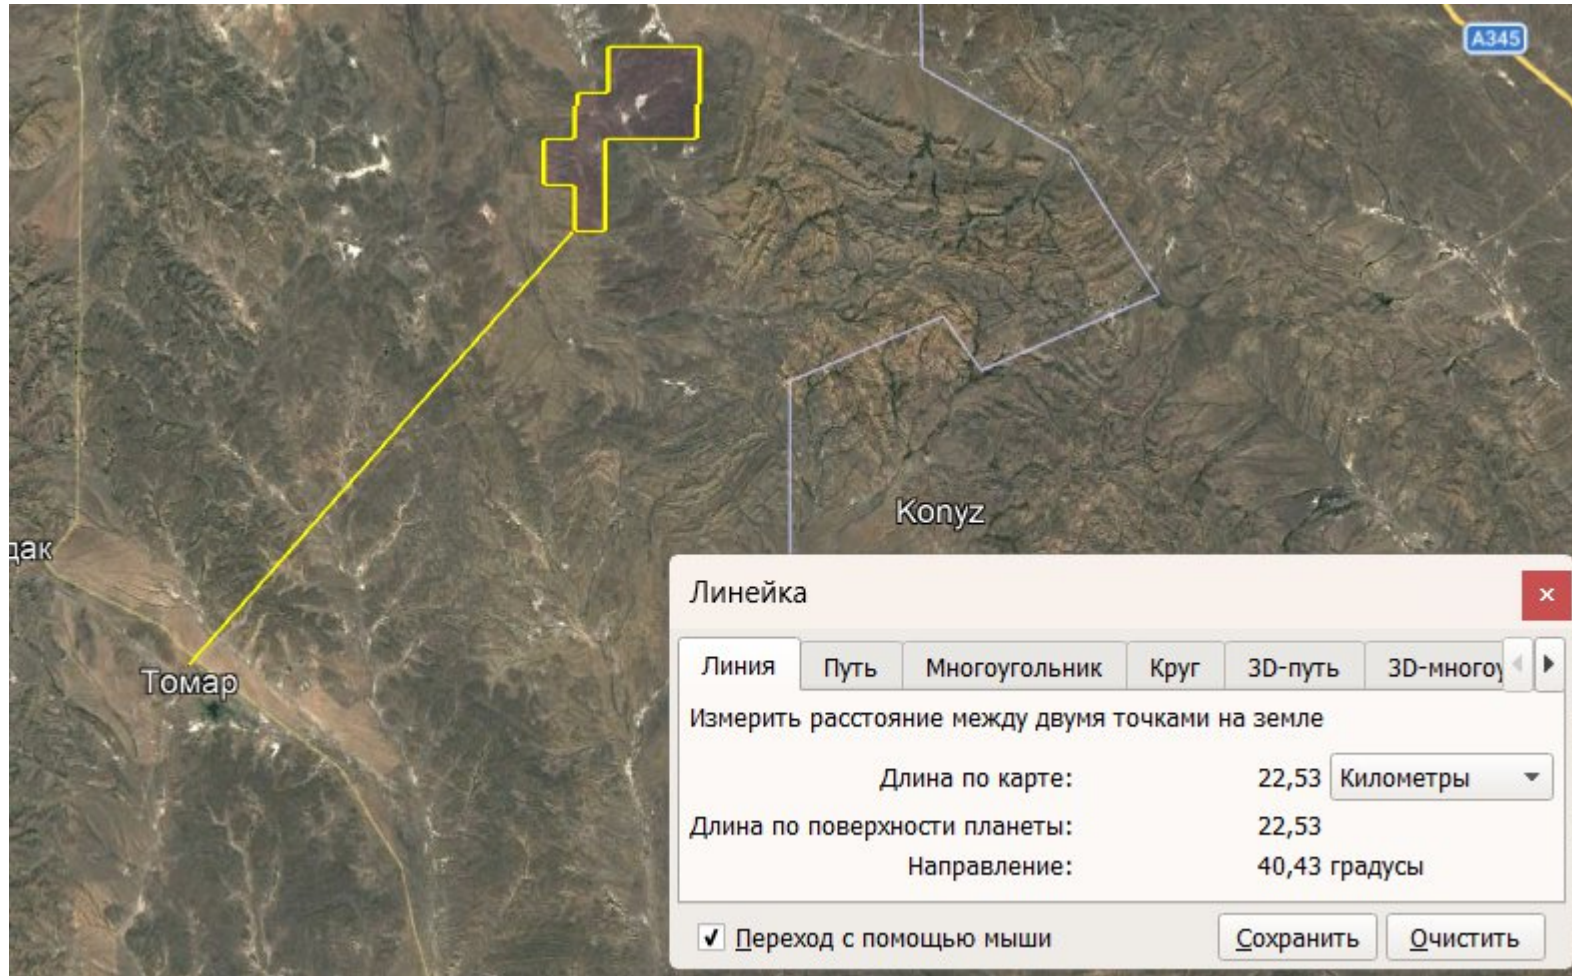 A345
Konyz
дак
Томар
Линейка
Линия Путь Многоугольник Круг 3D-путь 3D-многоу
Измерить расстояние между двумя точками на земле
Длина по карте: 22,53 Километры
Длина по поверхности планеты: 22,53
Направление: 40,43 градусы
Переход с помощью мыши Сохранить Очистить